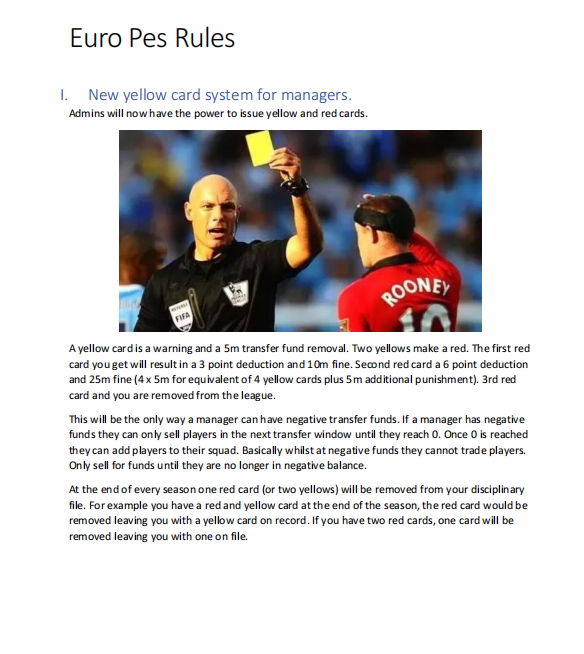 Euro Pes Rules
I. New yellow card system for managers.
Admins will now have the power to issue yellow and red cards.
FIFA
ROONEY
10
A yellow card is a warning and a 5m transfer fund removal. Two yellows make a red. The first red
card you get will result in a 3 point deduction and 10m fine. Second red card a 6 point deduction
and 25m fine (4 x 5m for equivalent of 4 yellow cards plus 5m additional punishment). 3rd red
card and you are removed from the league.
This will be the only way a manager can have negative transfer funds. If a manager has negative
funds they can only sell players in the next transfer window until they reach 0. Once 0 is reached
they can add players to their squad. Basically whilst at negative funds they cannot trade players.
Only sell for funds until they are no longer in negative balance.
At the end of every season one red card (or two yellows) will be removed from your disciplinary
file. For example you have a red and yellow card at the end of the season, the red card would be
removed leaving you with a yellow card on record. If you have two red cards, one card will be
removed leaving you with one on file.